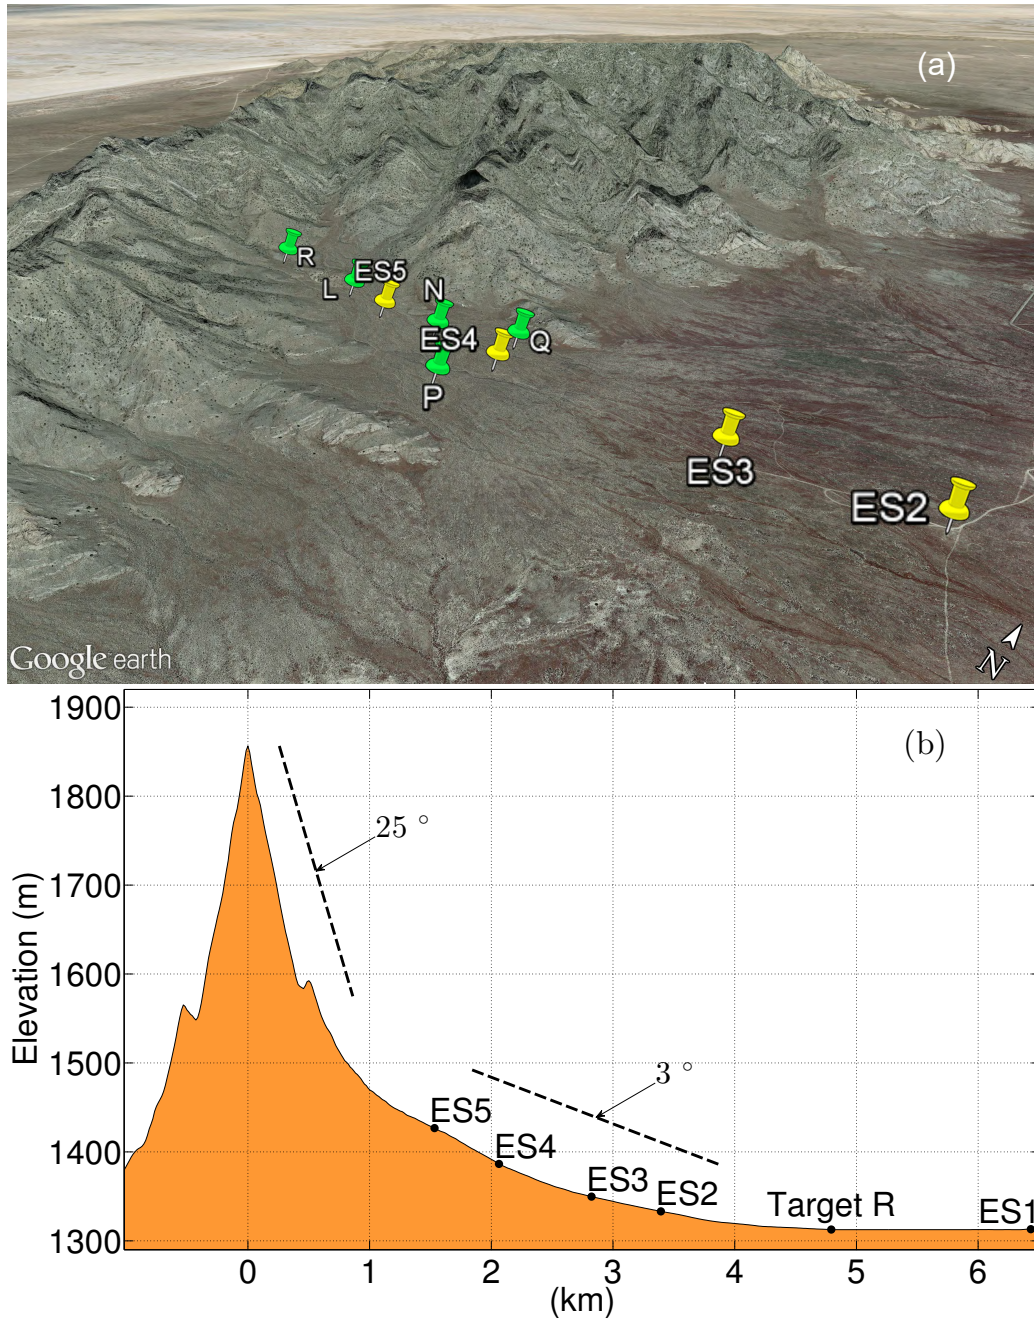 (a)
R
L
ES5
N
ES4
Q
P
ES3
ES2
N
Google earth
(b)
Elevation (m)
1900
1800
1700
1600
1500
1400
1300
25 °
3 °
ES5
ES4
ES3
ES2
Target R
ES1
0 1 2 3 4 5 6
(km)